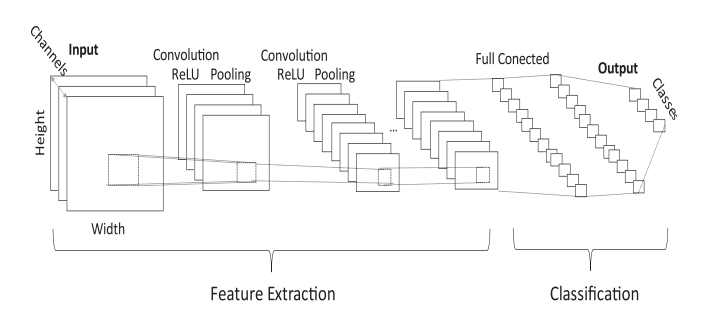 Channels
Input
Height
Width
Convolution
ReLU Pooling
Convolution
ReLU Pooling
...
Full Conected
Output
Classes
Feature Extraction
Classification